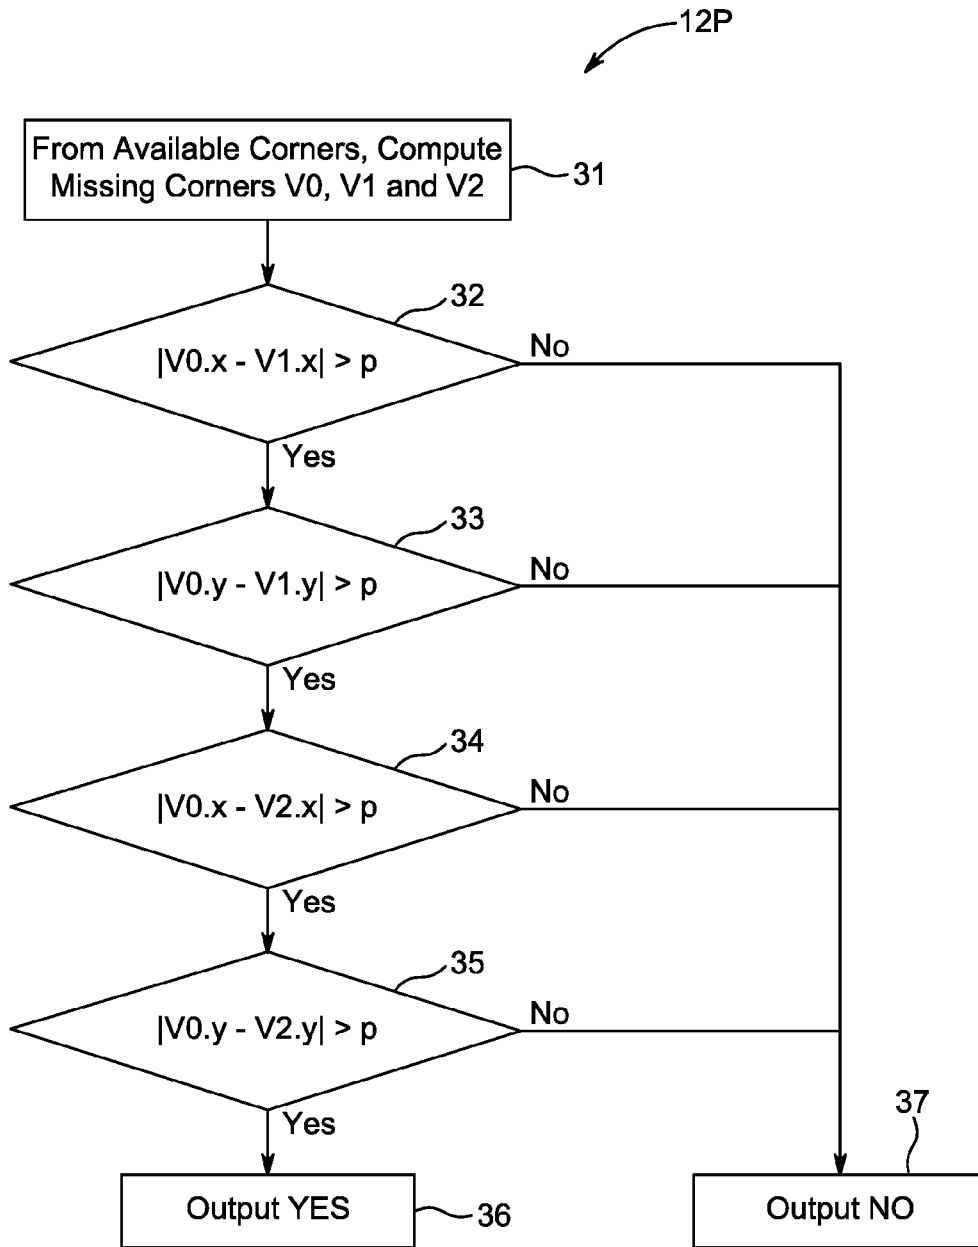 12P
From Available Corners, Compute
Missing Corners V0, V1 and V2
31
32
|V0.x - V1.x| > p
No
Yes
33
|V0.y - V1.y| > p
No
Yes
34
|V0.x - V2.x| > p
No
Yes
35
|V0.y - V2.y| > p
No
Yes
37
Output YES
36
Output NO